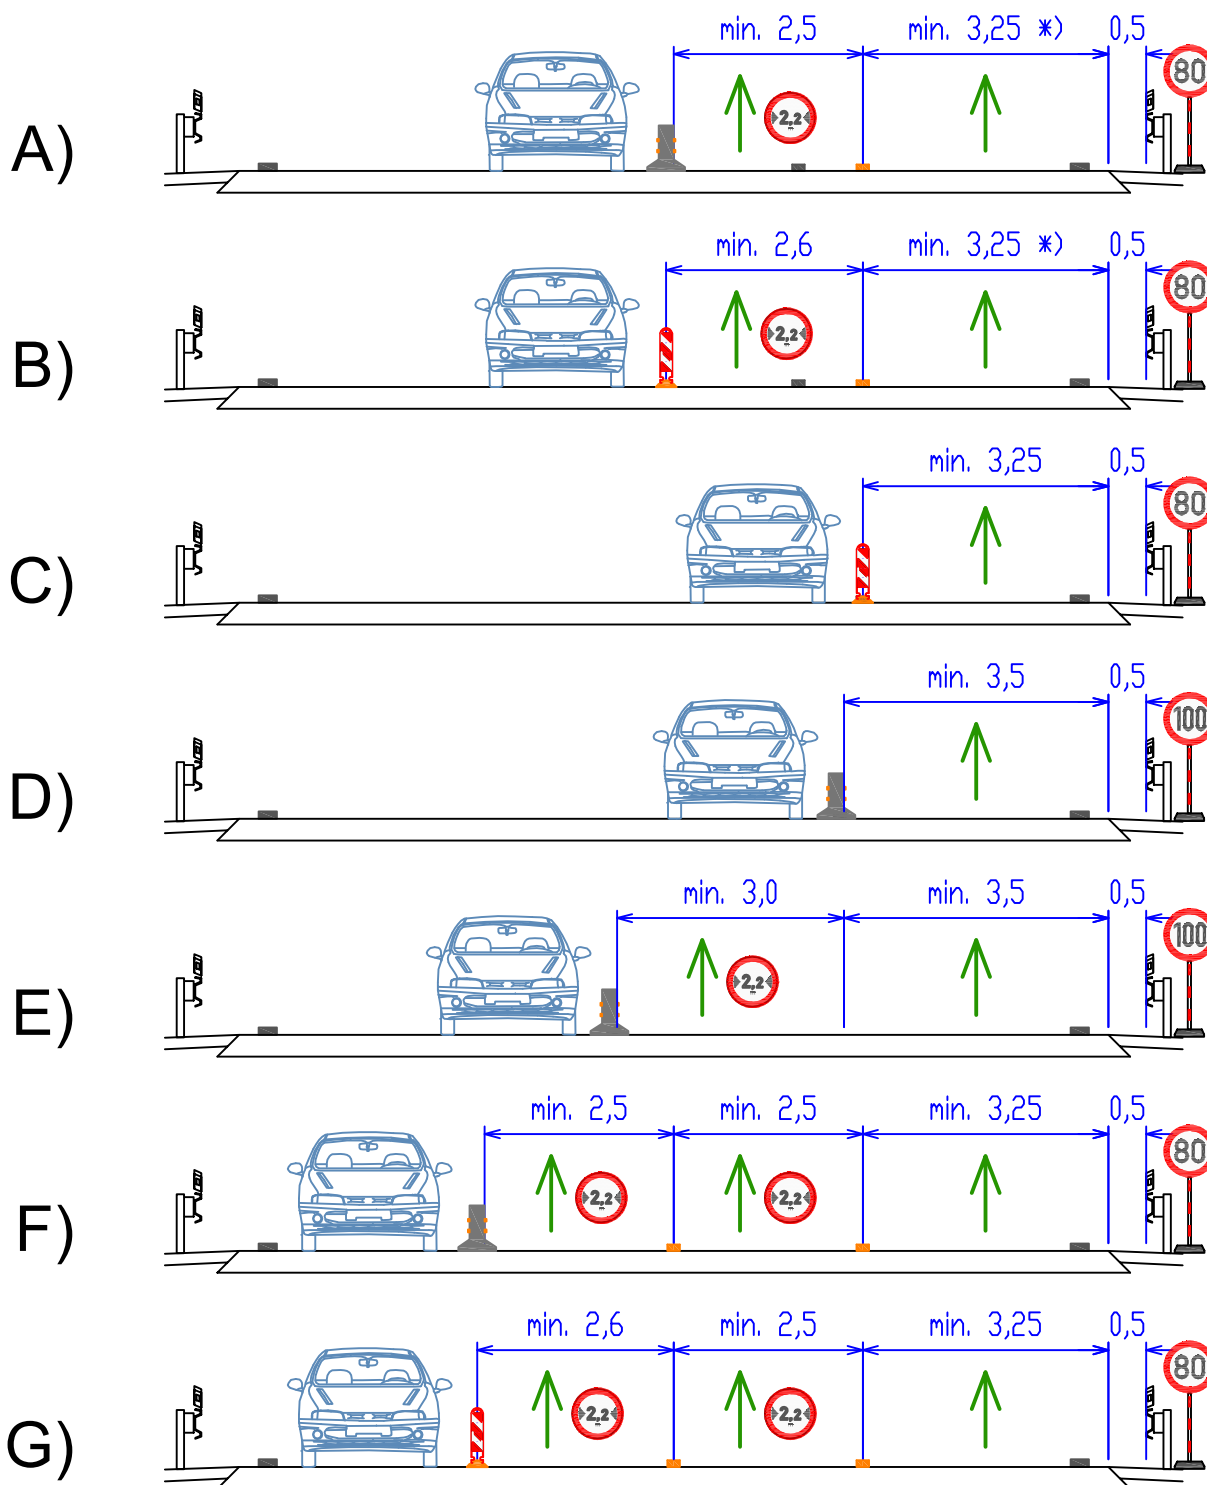 min. 2,5 min. 3,25 *) 0,5
A) 2,2 80
min. 2,6 min. 3,25 *) 0,5
B) 2,2 80
min. 3,25 0,5
C) 80
min. 3,5 0,5
D) 100
min. 3,0 min. 3,5 0,5
E) 2,2 100
min. 2,5 min. 2,5 min. 3,25 0,5
F) 2,2 2,2 80
min. 2,6 min. 2,5 min. 3,25 0,5
G) 2,2 2,2 80